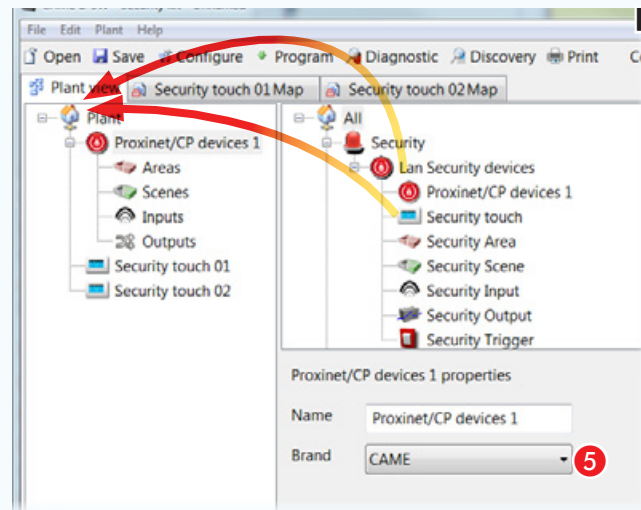 File Edit Plant Help
Open Save Configure Program Diagnostic Discovery Print
Plant view Security touch 01 Map Security touch 02 Map
Plant
Proxinet/CP devices 1
Areas
Scenes
Inputs
Outputs
Security touch 01
Security touch 02
All
Security
Lan Security devices
Proxinet/CP devices 1
Security touch
Security Area
Security Scene
Security Input
Security Output
Security Trigger
Proxinet/CP devices 1 properties
Name Proxinet/CP devices 1
Brand CAME 5